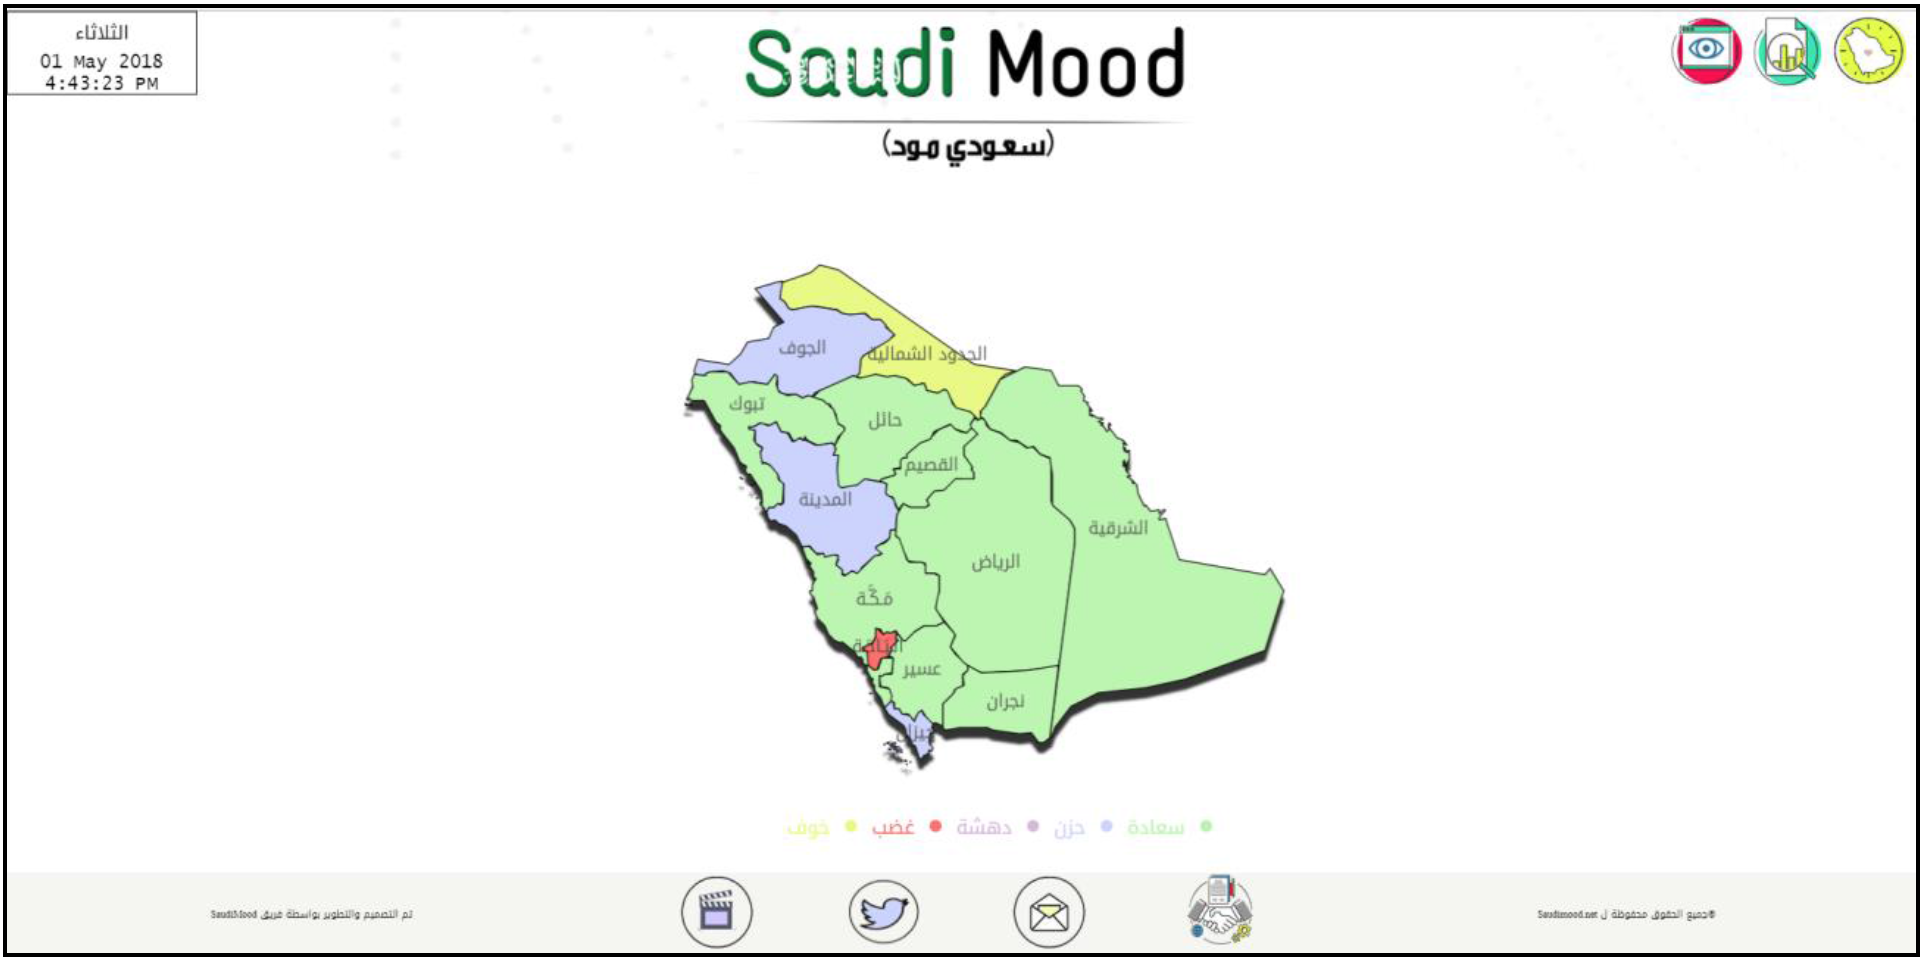 الثلاثاء
01 May 2018
4:43:23 PM
Saudi Mood
(سعودي مود)
الجوف
الحدود الشمالية
تبوك
حائل
القصيم
المدينة
الشرقية
الرياض
مَكَّة
الباحة
عسير
نجران
جيزان
سعادة
حزن
دهشة
غضب
خوف
©جميع الحقوق محفوظة ل Saudimood.net
تم التصميم والتطوير بواسطة فريق SaudiMood